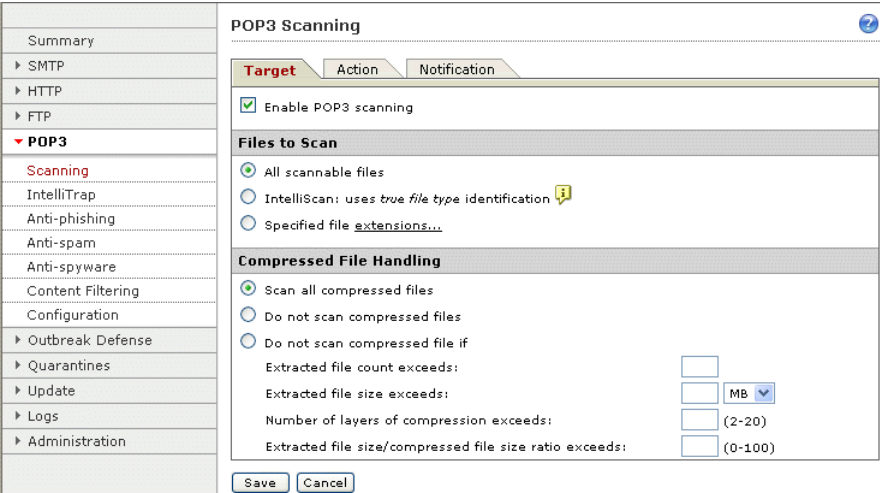 Summary
SMTP
HTTP
FTP
POP3
Scanning
IntelliTrap
Anti-phishing
Anti-spam
Anti-spyware
Content Filtering
Configuration
Outbreak Defense
Quarantines
Update
Logs
Administration
POP3 Scanning
?
Target Action Notification
Enable POP3 scanning
Files to Scan
All scannable files
IntelliScan: uses true file type identification i
Specified file extensions...
Compressed File Handling
Scan all compressed files
Do not scan compressed files
Do not scan compressed file if
Extracted file count exceeds:
Extracted file size exceeds: MB
Number of layers of compression exceeds: (2-20)
Extracted file size/compressed file size ratio exceeds: (0-100)
Save Cancel